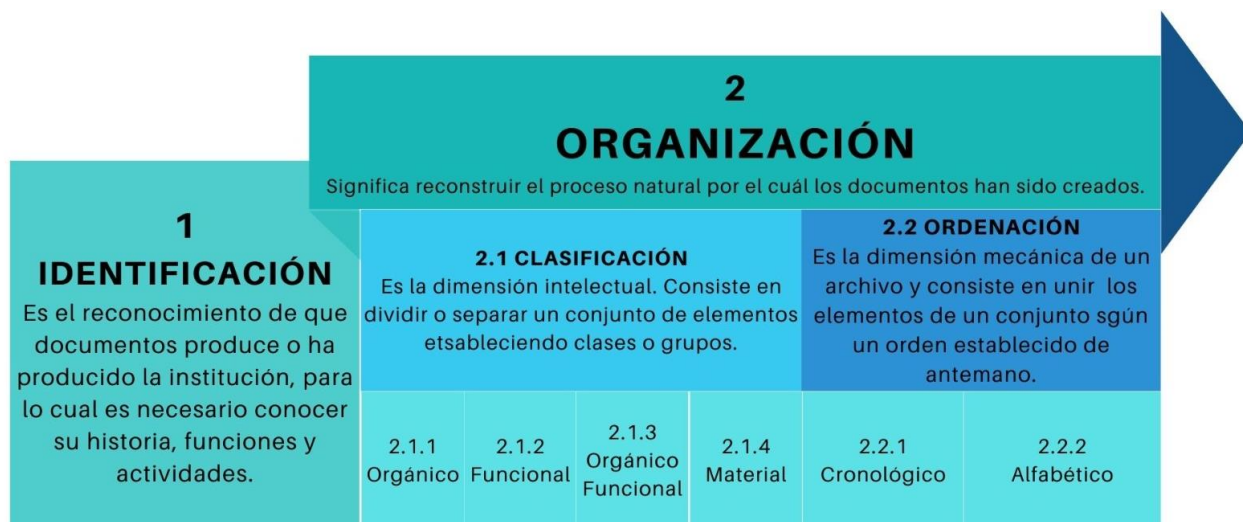 2
ORGANIZACIÓN
Significa reconstruir el proceso natural por el cuál los documentos han sido creados.
1
IDENTIFICACIÓN
Es el reconocimiento de que
documentos produce o ha
producido la institución, para
lo cual es necesario conocer
su historia, funciones y
actividades.
2.1 CLASIFICACIÓN
Es la dimensión intelectual. Consiste en
dividir o separar un conjunto de elementos
etsableciendo clases o grupos.
2.2 ORDENACIÓN
Es la dimensión mecánica de un
archivo y consiste en unir los
elementos de un conjunto sgún
un orden establecido de
antemano.
2.1.1
Orgánico
2.1.2
Funcional
2.1.3
Orgánico
Funcional
2.1.4
Material
2.2.1
Cronológico
2.2.2
Alfabético